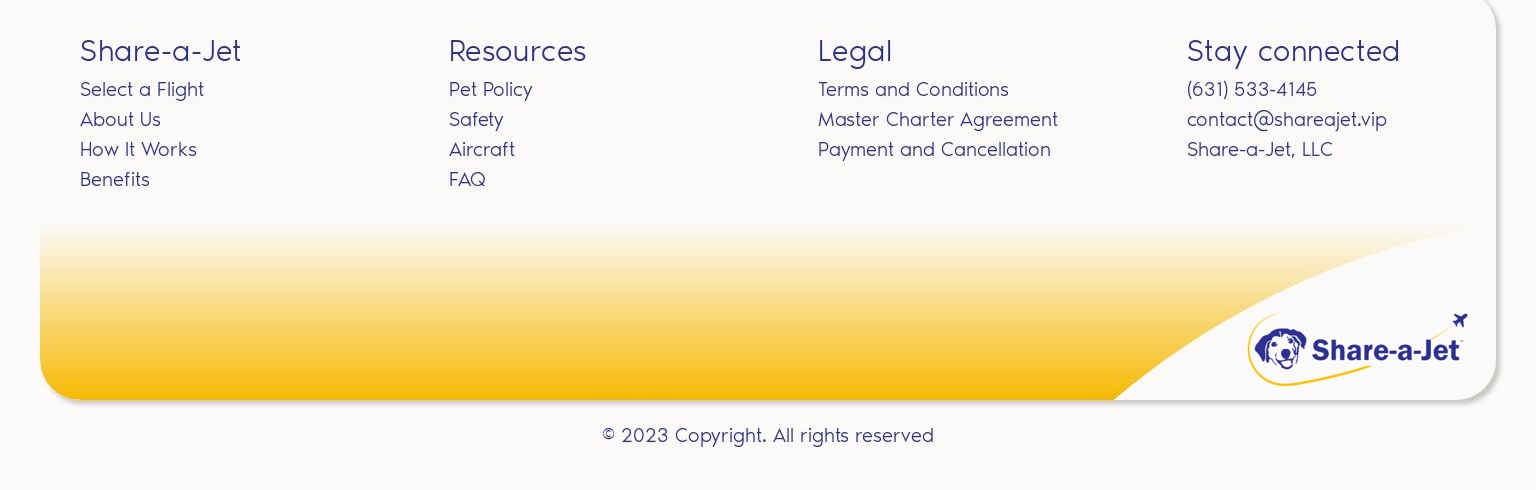 Share-a-Jet
Select a Flight
About Us
How It Works
Benefits
Resources
Pet Policy
Safety
Aircraft
FAQ
Legal
Terms and Conditions
Master Charter Agreement
Payment and Cancellation
Stay connected
(631) 533-4145
contact@shareajet.vip
Share-a-Jet, LLC
Share-a-Jet
© 2023 Copyright. All rights reserved